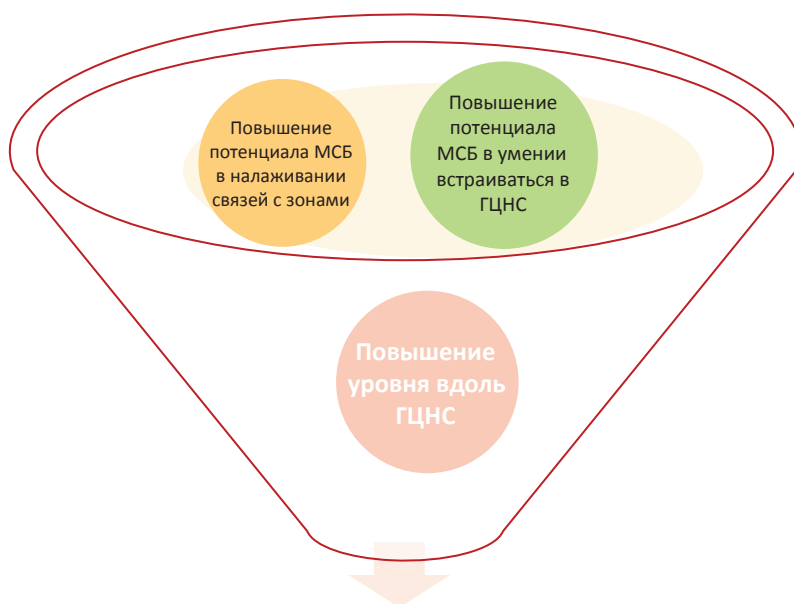 Повышение
потенциала МСБ
в налаживании
связей с зонами
Повышение
потенциала
МСБ в умении
встраиваться в
ГЦНС
Повышение
уровня вдоль
ГЦНС